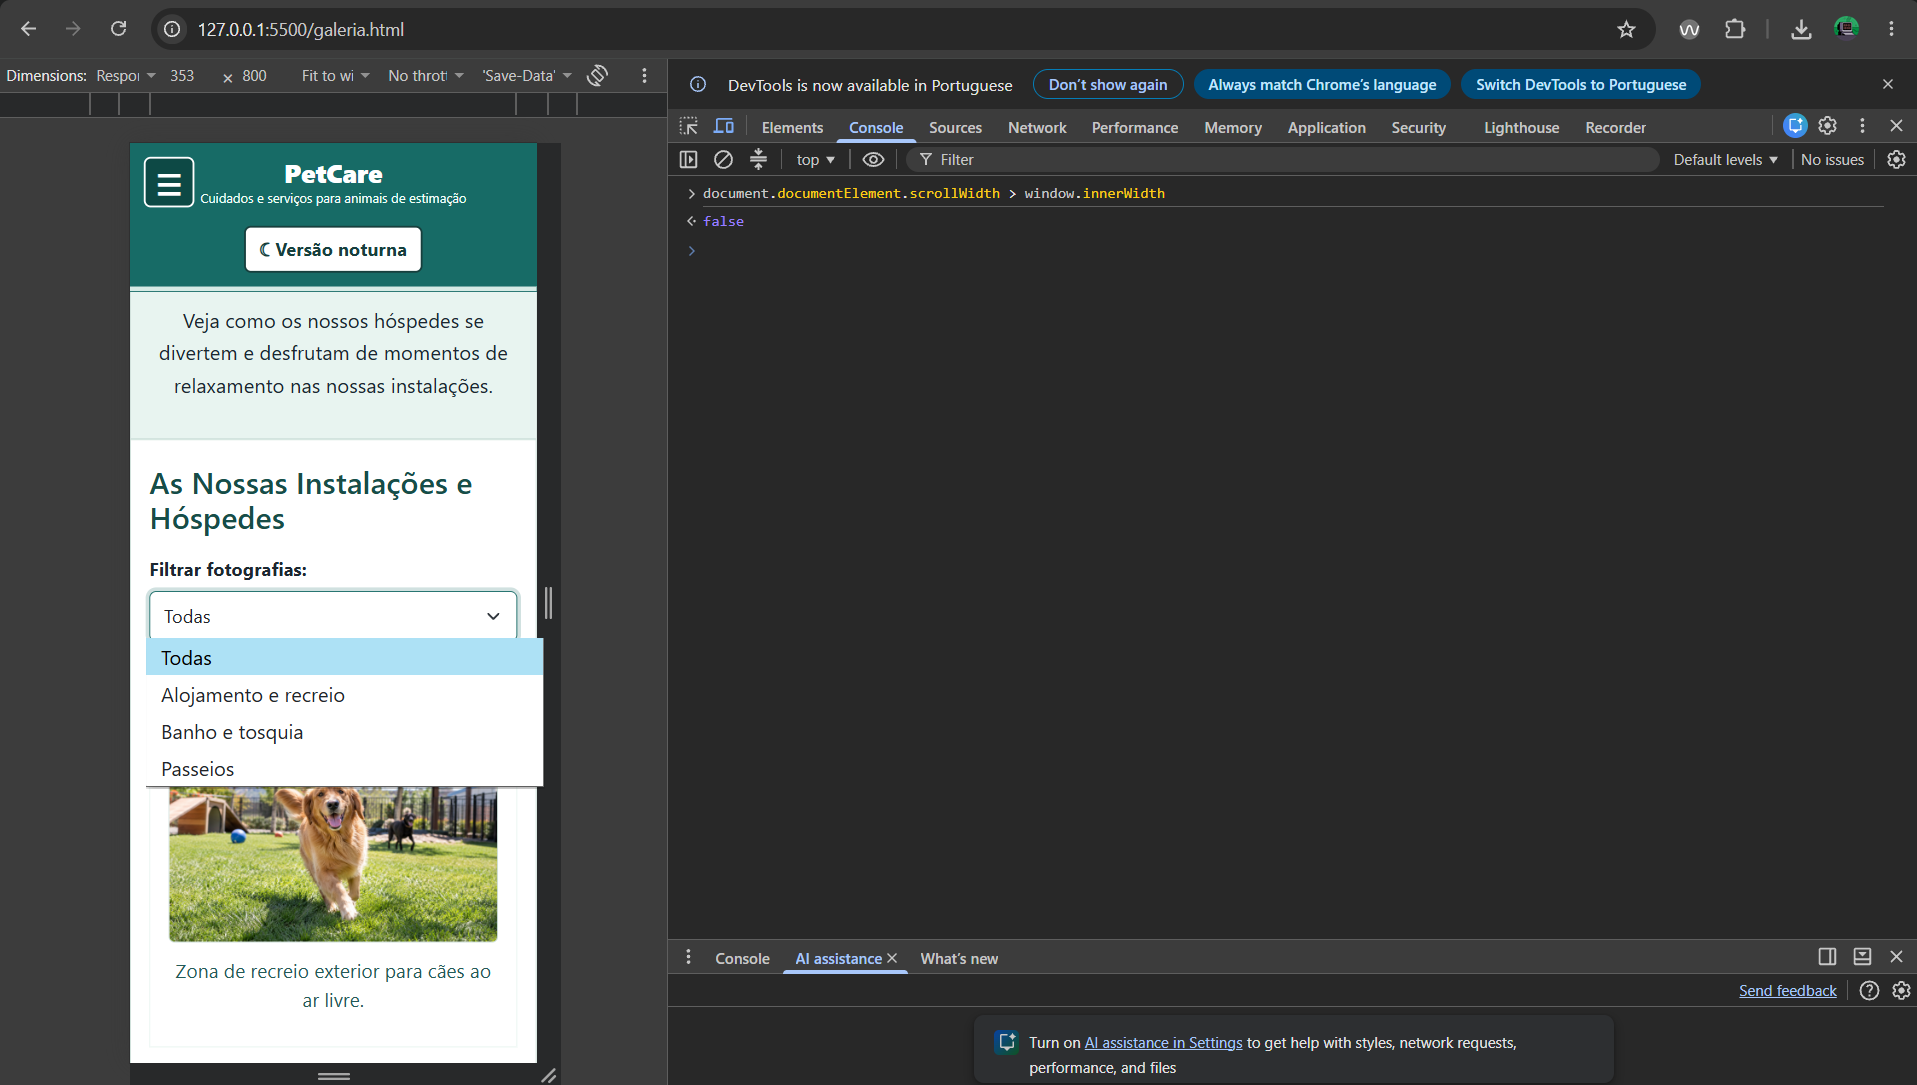 127.0.0.1:5500/galeria.html
Dimensions: Respor 353 × 800 Fit to wi No throtl 'Save-Data'
DevTools is now available in Portuguese Don't show again Always match Chrome's language Switch DevTools to Portuguese
Elements Console Sources Network Performance Memory Application Security Lighthouse Recorder
top Filter Default levels No issues
document.documentElement.scrollWidth > window.innerWidth
false
PetCare
Cuidados e serviços para animais de estimação
Versão noturna
Veja como os nossos hóspedes se
divertem e desfrutam de momentos de
relaxamento nas nossas instalações.
As Nossas Instalações e
Hóspedes
Filtrar fotografias:
Todas
Todas
Alojamento e recreio
Banho e tosquia
Passeios
Zona de recreio exterior para cães ao
ar livre.
Console AI assistance What's new
Send feedback
Turn on AI assistance in Settings to get help with styles, network requests,
performance, and files